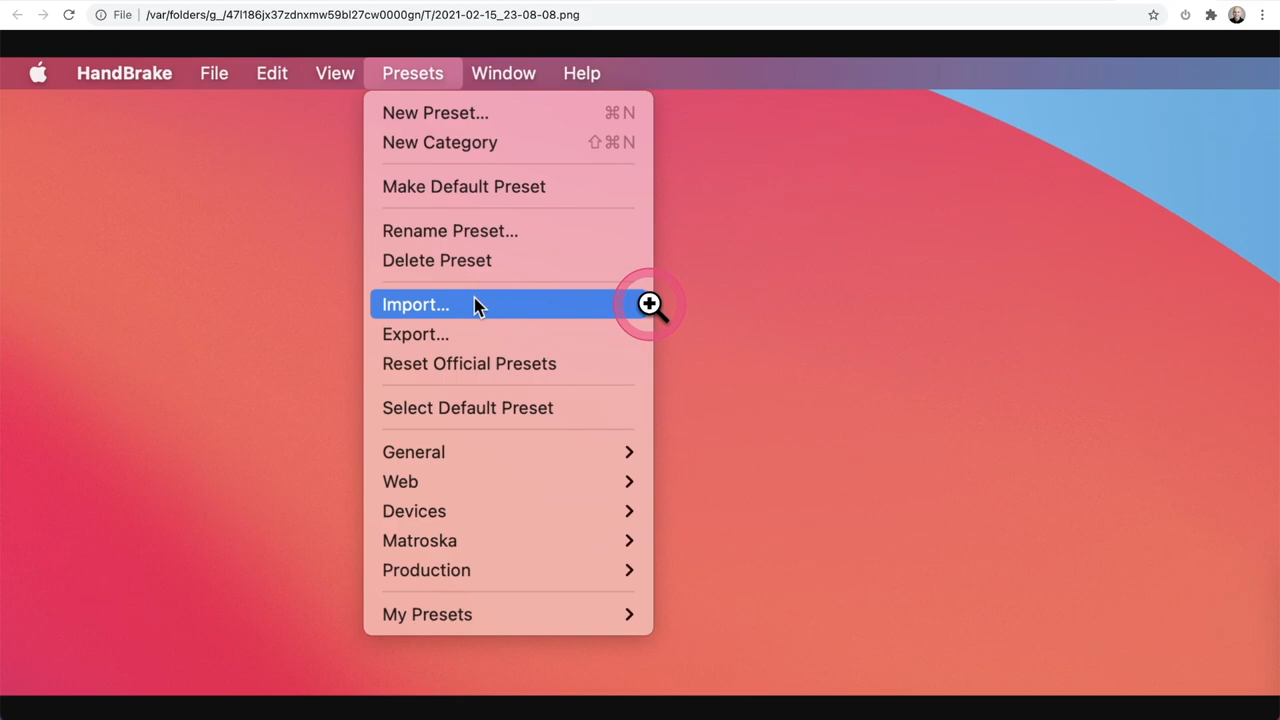 File /var/folders/g_/47l186jx37zdnxmw59bl27cw0000gn/T/2021-02-15_23-08-08.png
HandBrake File Edit View Presets Window Help
New Preset... ⌘N
New Category ⇧⌘N
Make Default Preset
Rename Preset...
Delete Preset
Import...
Export...
Reset Official Presets
Select Default Preset
General
Web
Devices
Matroska
Production
My Presets